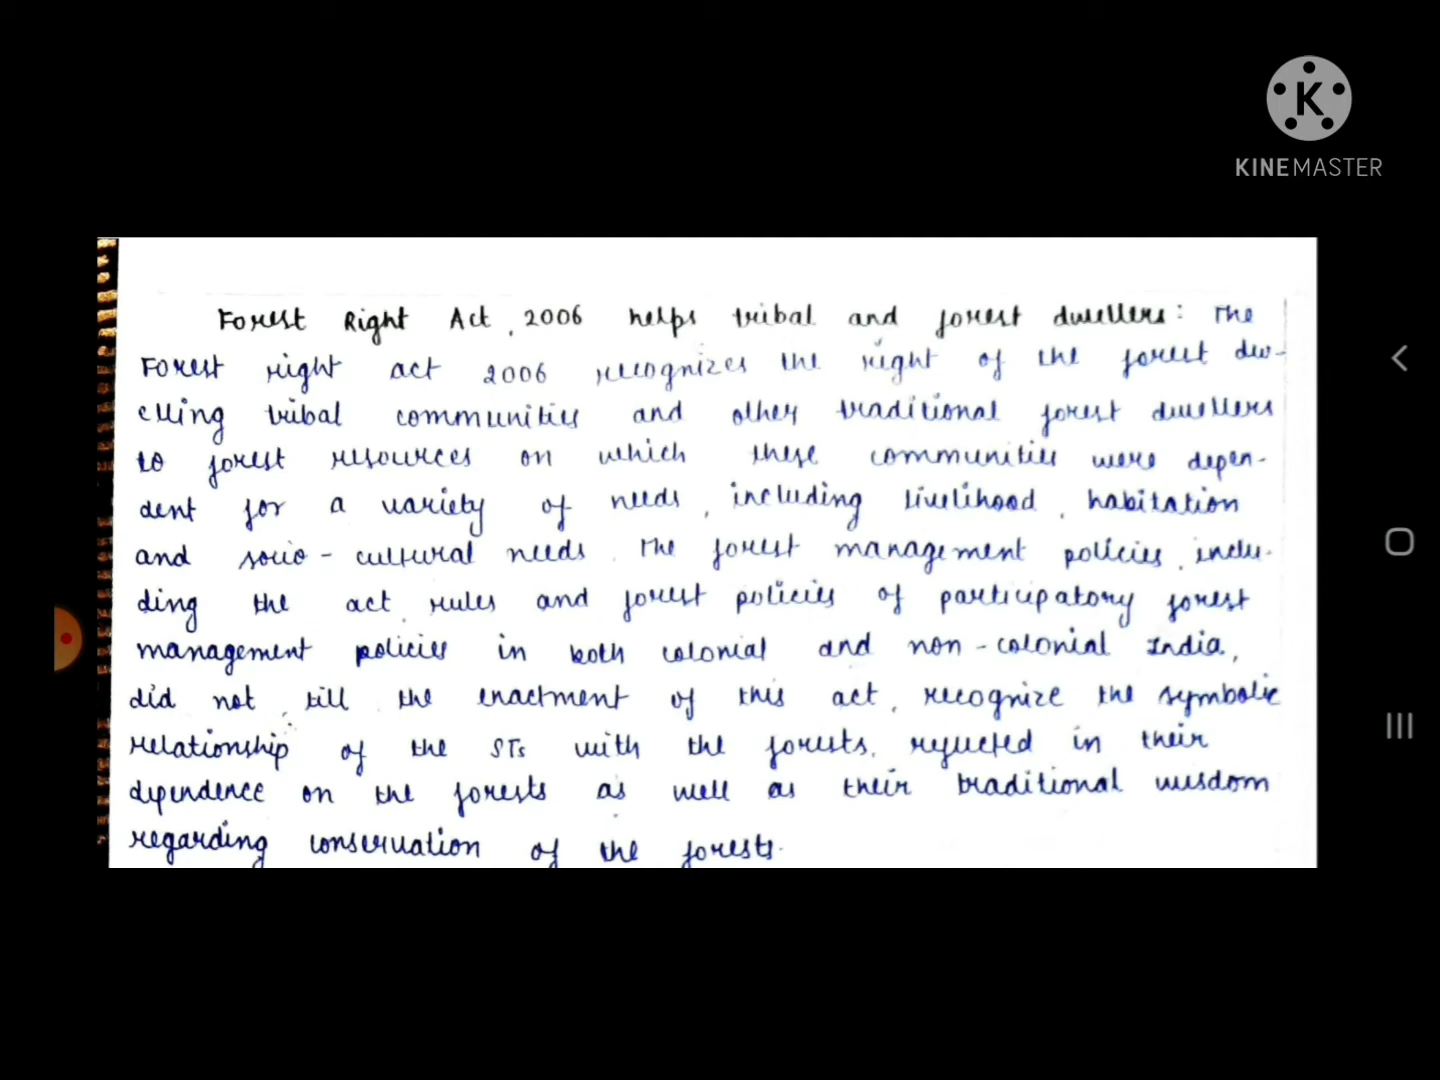 KINEMASTER
Forest Right Act, 2006 helps tribal and forest dwellers: The
Forest right act 2006 recognizes the right of the forest dw-
elling tribal communities and other traditional forest dwellers
to forest resources on which these communities were depen-
dent for a variety of needs, including livelihood, habitation
and socio-cultural needs. The forest management policies, inclu-
ding the act, rules and forest policies of participatory forest
management policies in both colonial and non-colonial India,
did not, till the enactment of this act, recognize the symbolic
relationship of the STs with the forests, reflected in their
dependence on the forests as well as their traditional wisdom
regarding conservation of the forests.